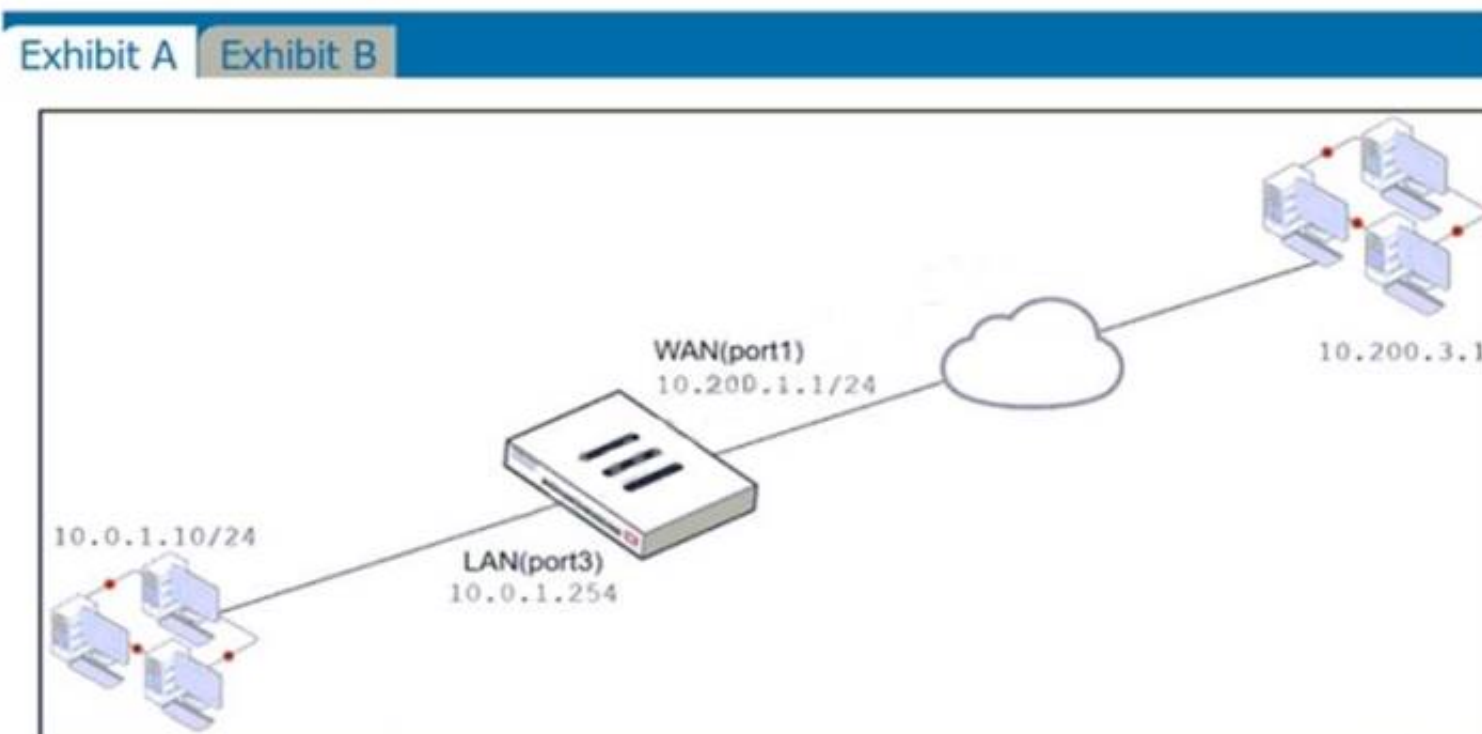 Exhibit A Exhibit B
WAN(port1)
10.200.1.1/24
10.200.3.1
10.0.1.10/24
LAN(port3)
10.0.1.254